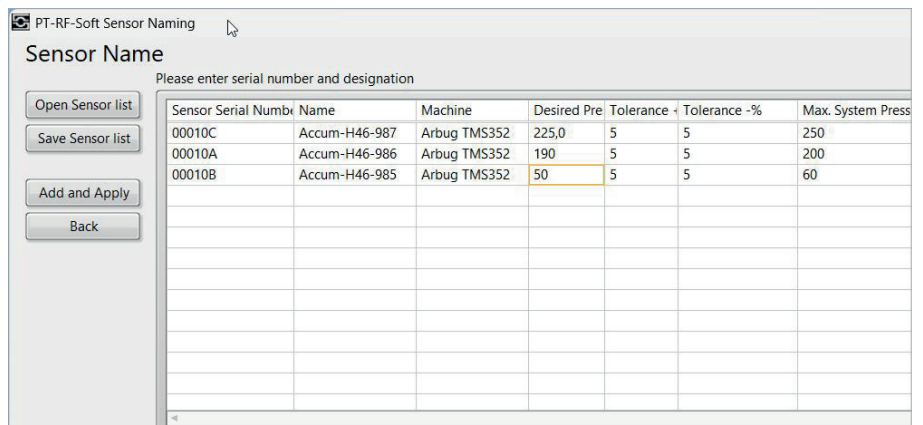 PT-RF-Soft Sensor Naming
Sensor Name
Please enter serial number and designation
Open Sensor list
Save Sensor list
Add and Apply
Back
Sensor Serial Numbe Name Machine Desired Pre Tolerance + Tolerance -% Max. System Press
00010C Accum-H46-987 Arbug TMS352 225,0 5 5 250
00010A Accum-H46-986 Arbug TMS352 190 5 5 200
00010B Accum-H46-985 Arbug TMS352 50 5 5 60